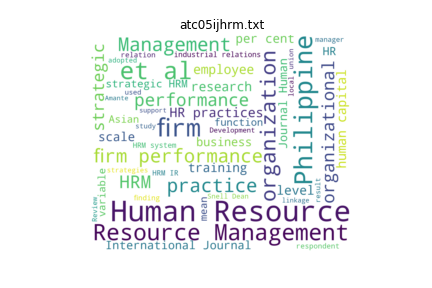 atc05ijhrm.txt
Management
per cent
industrial relations
manager
relation
local union
et al
HR
adopted
strategic
employee
strategic HRM
research
used
Amante
performance
support
HR practices
Journal Human
human capital
Asian
study
firm
function
Development
organization
Philippine
organizational
scale
business
HRM system
firm performance
training
strategies
HRM IR
HRM
practice
level
variable
finding
Snell Dean
linkage
result
Review
mean
Human Resource
Resource Management
International Journal
respondent